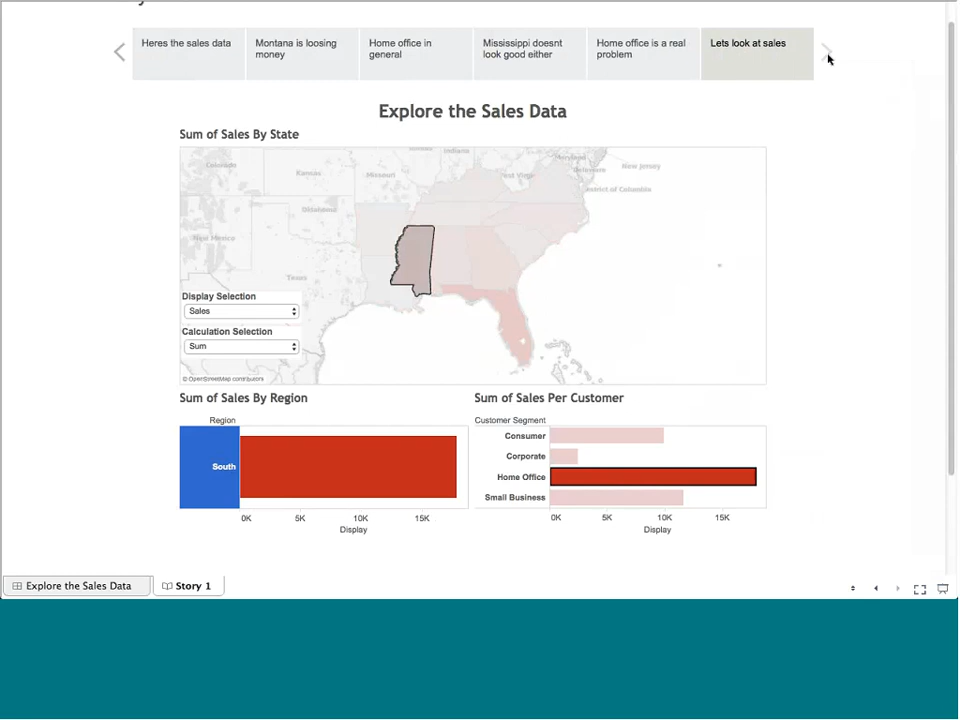 Heres the sales data
Montana is loosing
money
Home office in
general
Mississippi doesnt
look good either
Home office is a real
problem
Lets look at sales
Explore the Sales Data
Sum of Sales By State
Colorado
Kansas
Missouri
Indiana
West Virg
Maryland
Delaware
New Jersey
District of Columbia
Oklahoma
New Mexico
Texas
Display Selection
Sales
Calculation Selection
Sum
© OpenStreetMap contributors
Sum of Sales By Region
Region
South
0K 5K 10K 15K
Display
Sum of Sales Per Customer
Customer Segment
Consumer
Corporate
Home Office
Small Business
0K 5K 10K 15K
Display
Explore the Sales Data
Story 1